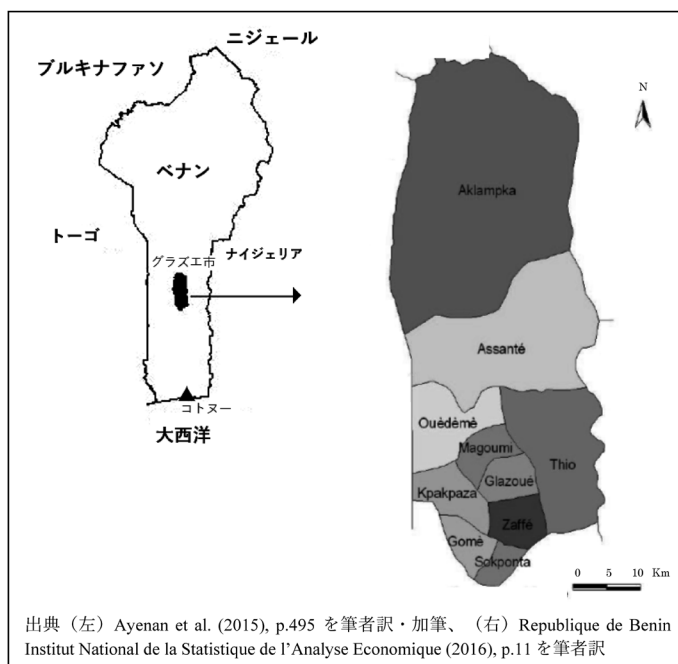 ニジェール
ブルキナファソ
ベナン
トーゴ
ナイジェリア
グラズエ市
コトヌー
大西洋
N
Aklampka
Assanté
Ouèdèmè
Magoumi
Thio
Glazoué
Kpakpaza
Zaffé
Gomè
Sokponta
0 5 10 Km
出典（左）Ayenan et al. (2015), p.495 を筆者訳・加筆、（右）Republique de Benin
Institut National de la Statistique de l’Analyse Economique (2016), p.11 を筆者訳